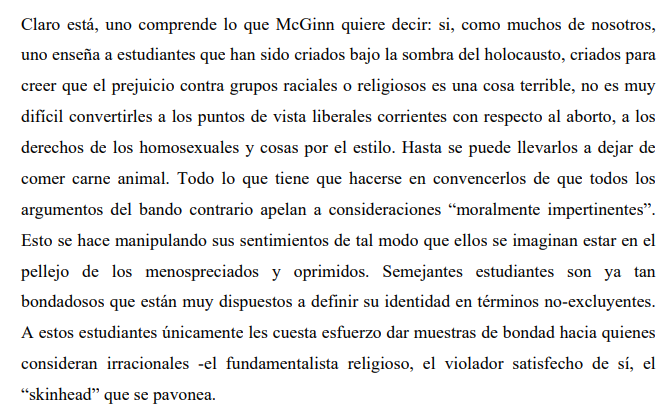 Claro está, uno comprende lo que McGinn quiere decir: si, como muchos de nosotros,
uno enseña a estudiantes que han sido criados bajo la sombra del holocausto, criados para
creer que el prejuicio contra grupos raciales o religiosos es una cosa terrible, no es muy
difícil convertirles a los puntos de vista liberales corrientes con respecto al aborto, a los
derechos de los homosexuales y cosas por el estilo. Hasta se puede llevarlos a dejar de
comer carne animal. Todo lo que tiene que hacerse en convencerlos de que todos los
argumentos del bando contrario apelan a consideraciones “moralmente impertinentes”.
Esto se hace manipulando sus sentimientos de tal modo que ellos se imaginan estar en el
pellejo de los menospreciados y oprimidos. Semejantes estudiantes son ya tan
bondadosos que están muy dispuestos a definir su identidad en términos no-excluyentes.
A estos estudiantes únicamente les cuesta esfuerzo dar muestras de bondad hacia quienes
consideran irracionales -el fundamentalista religioso, el violador satisfecho de sí, el
“skinhead” que se pavonea.